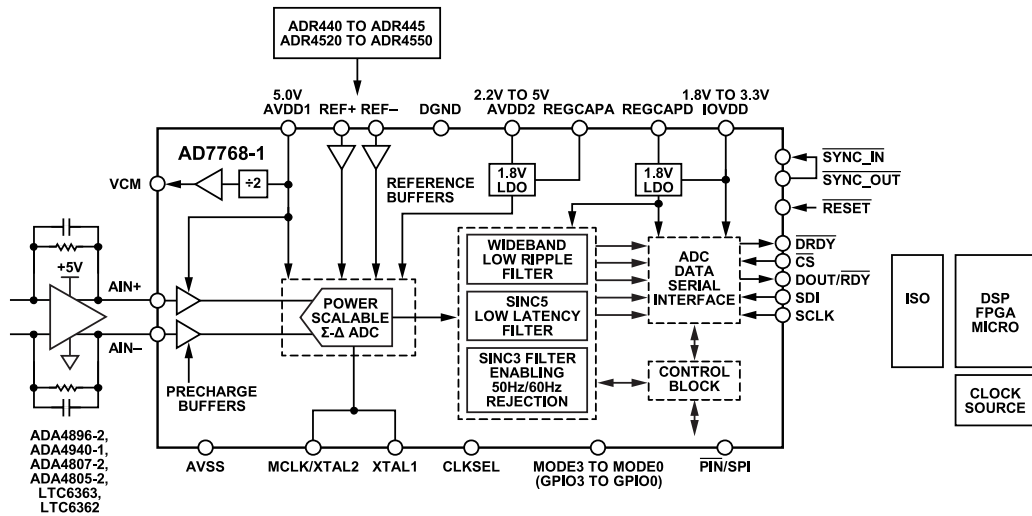 ADR440 TO ADR445
ADR4520 TO ADR4550
5.0V
AVDD1
REF+
REF–
DGND
2.2V TO 5V
AVDD2
REGCAPA
REGCAPD
1.8V TO 3.3V
IOVDD
AD7768-1
VCM
÷2
REFERENCE
BUFFERS
1.8V
LDO
1.8V
LDO
SYNC_IN
SYNC_OUT
RESET
DRDY
CS
DOUT/RDY
SDI
SCLK
WIDEBAND
LOW RIPPLE
FILTER
SINC5
LOW LATENCY
FILTER
SINC3 FILTER
ENABLING
50Hz/60Hz
REJECTION
ADC
DATA
SERIAL
INTERFACE
CONTROL
BLOCK
+5V
AIN+
AIN–
POWER
SCALABLE
Σ-Δ ADC
PRECHARGE
BUFFERS
ISO
DSP
FPGA
MICRO
CLOCK
SOURCE
ADA4896-2,
ADA4940-1,
ADA4807-2,
ADA4805-2,
LTC6363,
LTC6362
AVSS
MCLK/XTAL2
XTAL1
CLKSEL
MODE3 TO MODE0
(GPIO3 TO GPIO0)
PIN/SPI